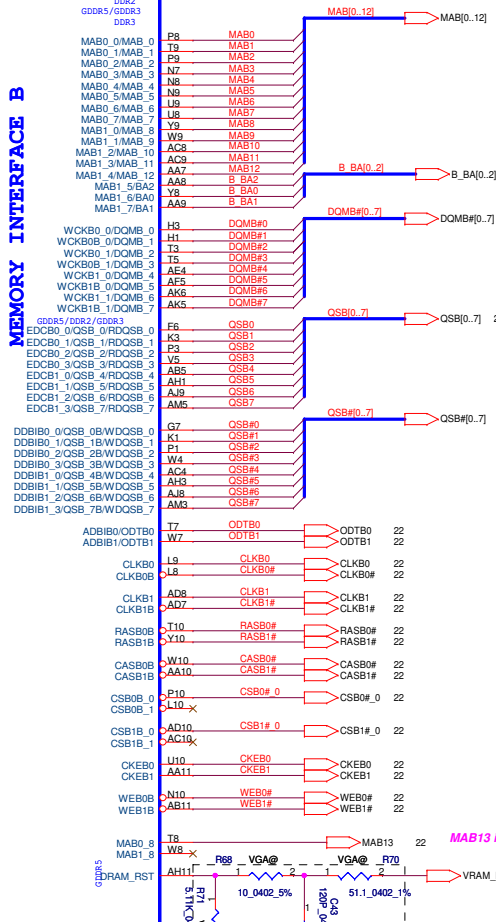 DDR2
GDDR5/GDDR3
DDR3
MEMORY INTERFACE B
MAB[0..12] MAB[0..12]
MAB0_0/MAB_0 P8 MAB0
MAB0_1/MAB_1 T9 MAB1
MAB0_2/MAB_2 P9 MAB2
MAB0_3/MAB_3 N7 MAB3
MAB0_4/MAB_4 N8 MAB4
MAB0_5/MAB_5 N9 MAB5
MAB0_6/MAB_6 U9 MAB6
MAB0_7/MAB_7 U8 MAB7
MAB1_0/MAB_8 Y9 MAB8
MAB1_1/MAB_9 W9 MAB9
MAB1_2/MAB_10 AC8 MAB10
MAB1_3/MAB_11 AC9 MAB11
MAB1_4/MAB_12 AA7 MAB12
MAB1_5/BA2 AA8 B_BA2
MAB1_6/BA0 Y8 B_BA0
MAB1_7/BA1 AA9 B_BA1
B_BA[0..2] B_BA[0..2]
WCKB0_0/DQMB_0 H3 DQMB#0
WCKB0B_0/DQMB_1 H1 DQMB#1
WCKB0_1/DQMB_2 T3 DQMB#2
WCKB0B_1/DQMB_3 T5 DQMB#3
WCKB1_0/DQMB_4 AE4 DQMB#4
WCKB1B_0/DQMB_5 AF5 DQMB#5
WCKB1_1/DQMB_6 AK6 DQMB#6
WCKB1B_1/DQMB_7 AK5 DQMB#7
DQMB#[0..7] DQMB#[0..7]
GDDR5/DDR2/GDDR3
EDCB0_0/QSB_0/RDQSB_0 F6 QSB0
EDCB0_1/QSB_1/RDQSB_1 K3 QSB1
EDCB0_2/QSB_2/RDQSB_2 P3 QSB2
EDCB0_3/QSB_3/RDQSB_3 V5 QSB3
EDCB1_0/QSB_4/RDQSB_4 AB5 QSB4
EDCB1_1/QSB_5/RDQSB_5 AH1 QSB5
EDCB1_2/QSB_6/RDQSB_6 AJ9 QSB6
EDCB1_3/QSB_7/RDQSB_7 AM5 QSB7
QSB[0..7] QSB[0..7] 2
DDBIB0_0/QSB_0B/WDQSB_0 G7 QSB#0
DDBIB0_1/QSB_1B/WDQSB_1 K1 QSB#1
DDBIB0_2/QSB_2B/WDQSB_2 P1 QSB#2
DDBIB0_3/QSB_3B/WDQSB_3 W4 QSB#3
DDBIB1_0/QSB_4B/WDQSB_4 AC4 QSB#4
DDBIB1_1/QSB_5B/WDQSB_5 AH3 QSB#5
DDBIB1_2/QSB_6B/WDQSB_6 AJ8 QSB#6
DDBIB1_3/QSB_7B/WDQSB_7 AM3 QSB#7
QSB#[0..7] QSB#[0..7]
ADBIB0/ODTB0 T7 ODTB0 ODTB0 22
ADBIB1/ODTB1 W7 ODTB1 ODTB1 22
CLKB0 L9 CLKB0 CLKB0 22
CLKB0B L8 CLKB0# CLKB0# 22
CLKB1 AD8 CLKB1 CLKB1 22
CLKB1B AD7 CLKB1# CLKB1# 22
RASB0B T10 RASB0# RASB0# 22
RASB1B Y10 RASB1# RASB1# 22
CASB0B W10 CASB0# CASB0# 22
CASB1B AA10 CASB1# CASB1# 22
CSB0B_0 P10 CSB0#_0 CSB0#_0 22
CSB0B_1 L10
CSB1B_0 AD10 CSB1#_0 CSB1#_0 22
CSB1B_1 AC10
CKEB0 U10 CKEB0 CKEB0 22
CKEB1 AA11 CKEB1 CKEB1 22
WEB0B N10 WEB0# WEB0# 22
WEB1B AB11 WEB1# WEB1# 22
MAB0_8 T8 MAB13 22 MAB13
MAB1_8 W8
GDDR5
DRAM_RST AH11
R68 VGA@ VGA@ R70
1 2 1 2
10_0402_5% 51.1_0402_1%
VRAM_
R71
C43
1
1